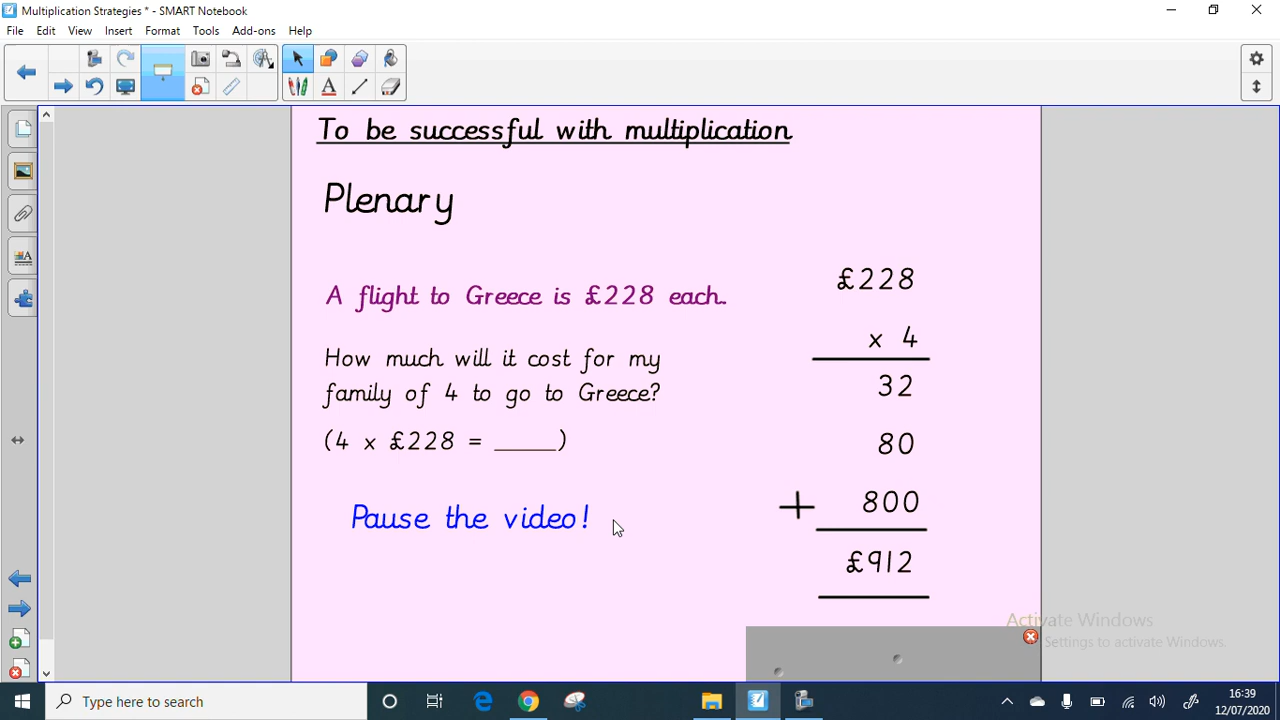 Multiplication Strategies * - SMART Notebook
File Edit View Insert Format Tools Add-ons Help
To be successful with multiplication
Plenary
A flight to Greece is £228 each.
How much will it cost for my
family of 4 to go to Greece?
(4 x £228 = _____)
Pause the video!
£228
x 4
32
80
+ 800
£912
Activate Windows
Settings to activate Windows.
Type here to search
16:39
12/07/2020